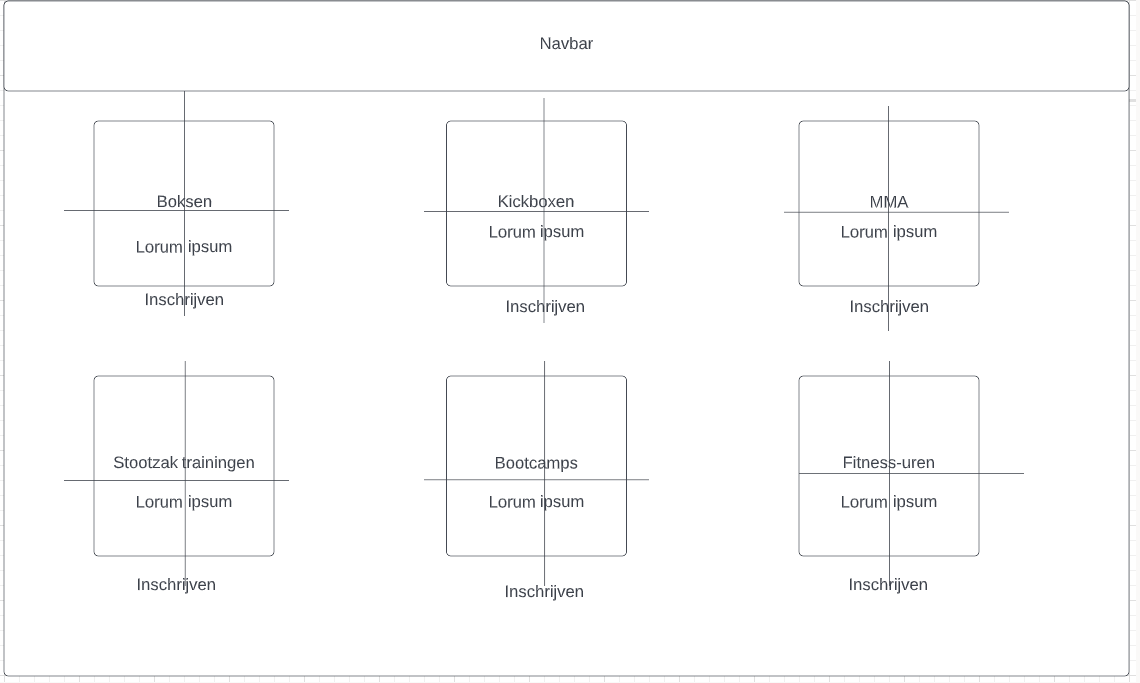 Navbar
Boksen
Lorum ipsum
Inschrijven
Kickboxen
Lorum ipsum
Inschrijven
MMA
Lorum ipsum
Inschrijven
Stootzak trainingen
Lorum ipsum
Inschrijven
Bootcamps
Lorum ipsum
Inschrijven
Fitness-uren
Lorum ipsum
Inschrijven